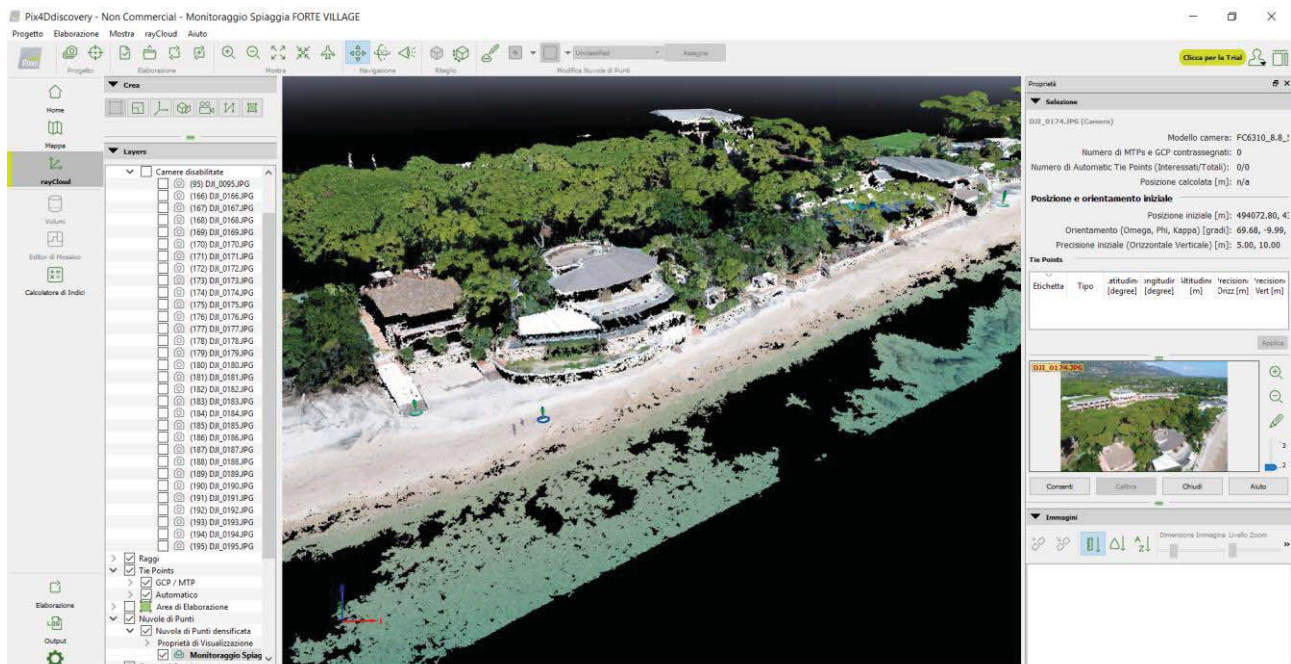 Pix4Ddiscovery - Non Commercial - Monitoraggio Spiaggia FORTE VILLAGE
Progetto Elaborazione Mostra rayCloud Aiuto
Unclassified Assegna
Progetto Elaborazione Mostra Navigazione Ritaglio Modifica Nuvola di Punti
Clicca per la Trial
Home
Mappa
rayCloud
Volumi
Editor di Mosaico
Calcolatore di Indici
Elaborazione
Output
Crea
Layers
Camere disabilitate
(95) DJI_0095.JPG
(166) DJI_0166.JPG
(167) DJI_0167.JPG
(168) DJI_0168.JPG
(169) DJI_0169.JPG
(170) DJI_0170.JPG
(171) DJI_0171.JPG
(172) DJI_0172.JPG
(173) DJI_0173.JPG
(174) DJI_0174.JPG
(175) DJI_0175.JPG
(176) DJI_0176.JPG
(177) DJI_0177.JPG
(178) DJI_0178.JPG
(179) DJI_0179.JPG
(180) DJI_0180.JPG
(181) DJI_0181.JPG
(182) DJI_0182.JPG
(183) DJI_0183.JPG
(184) DJI_0184.JPG
(185) DJI_0185.JPG
(186) DJI_0186.JPG
(187) DJI_0187.JPG
(188) DJI_0188.JPG
(189) DJI_0189.JPG
(190) DJI_0190.JPG
(191) DJI_0191.JPG
(192) DJI_0192.JPG
(193) DJI_0193.JPG
(194) DJI_0194.JPG
(195) DJI_0195.JPG
Raggi
Tie Points
GCP / MTP
Automatico
Area di Elaborazione
Nuvole di Punti
Nuvola di Punti densificata
Proprietà di Visualizzazione
Monitoraggio Spiag
Proprietà
Selezione
DJI_0174.JPG (Camera)
Modello camera: FC6310_8.8_
Numero di MTPs e GCP contrassegnati: 0
Numero di Automatic Tie Points (Interessati/Totali): 0/0
Posizione calcolata [m]: n/a
Posizione e orientamento iniziale
Posizione iniziale [m]: 494072.80,
Orientamento (Omega, Phi, Kappa) [gradi]: 69.68, -9.99,
Precisione iniziale (Orizzontale Verticale) [m]: 5.00, 10.00
Tie Points
Etichetta Tipo
[degree] [degree] [m] Vert [m]
Applica
DJI_0174.JPG
Consenti Calibra Chiudi Aiuto
Immagini
Dimensione Immagine Livello Zoom